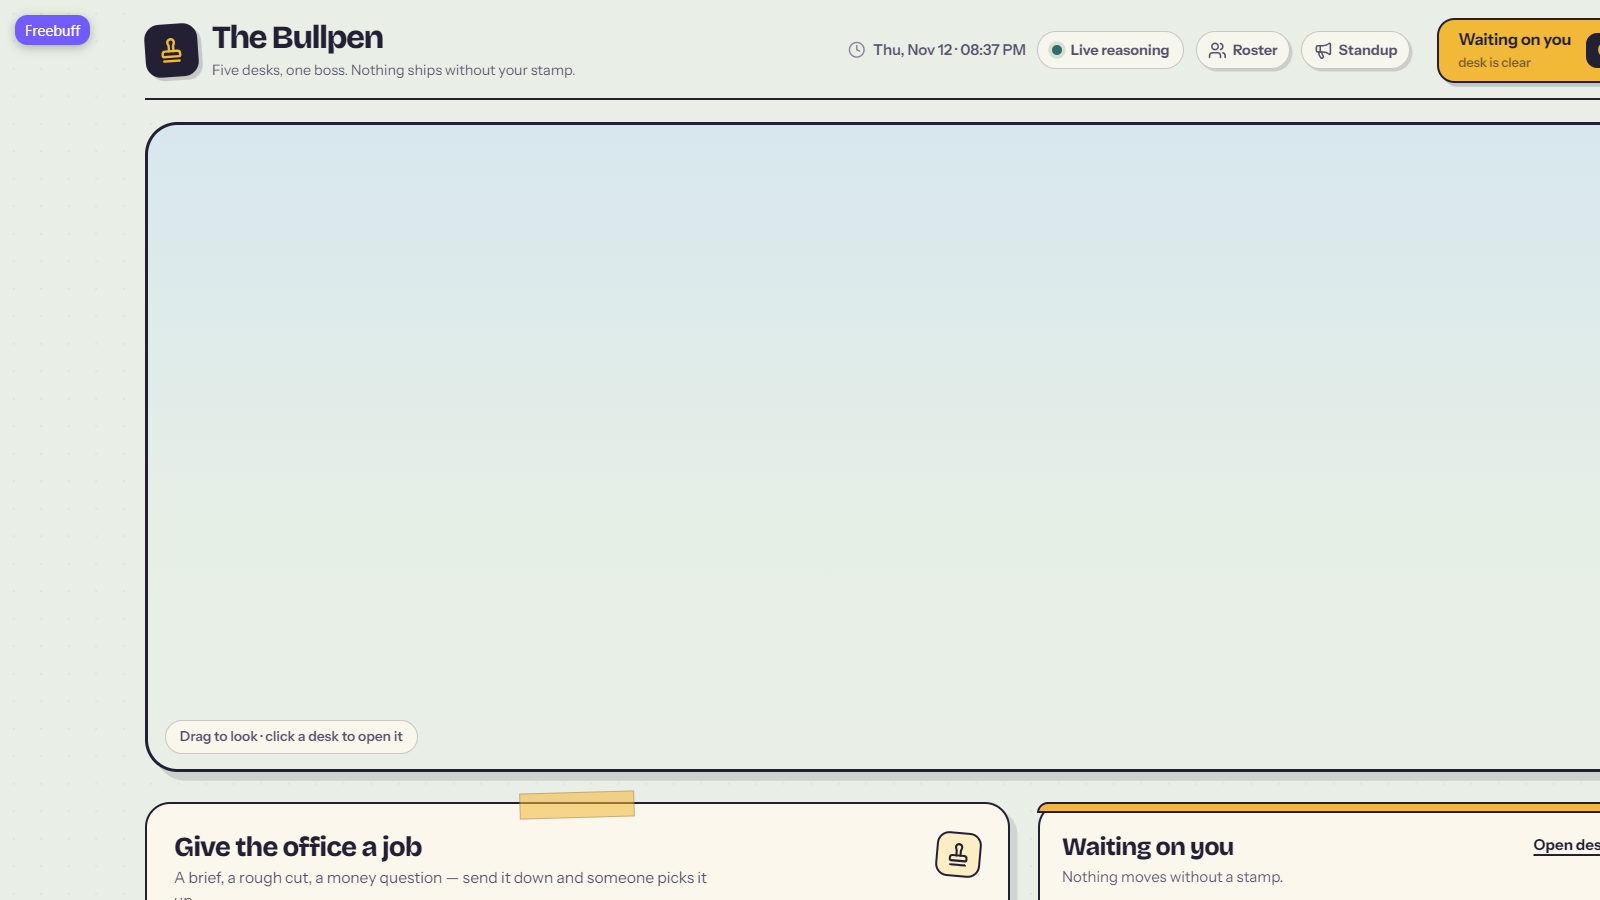 Freebuff
The Bullpen
Five desks, one boss. Nothing ships without your stamp.
Thu, Nov 12 · 08:37 PM
Live reasoning
Roster
Standup
Waiting on you
desk is clear
Drag to look · click a desk to open it
Give the office a job
A brief, a rough cut, a money question — send it down and someone picks it
Waiting on you
Open des
Nothing moves without a stamp.